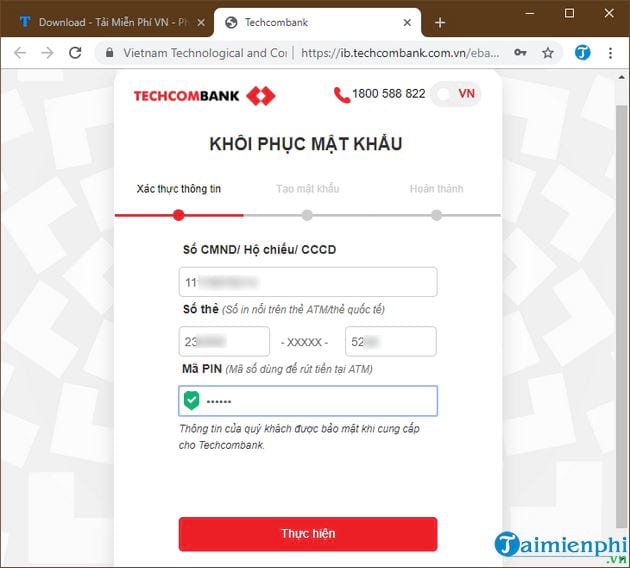 Download - Tải Miễn Phí VN - Ph
Techcombank
Vietnam Technological and Co
https://ib.techcombank.com.vn/eba...
TECHCOMBANK
1800 588 822
VN
KHÔI PHỤC MẬT KHẨU
Xác thực thông tin
Tạo mật khẩu
Hoàn thành
Số CMND/ Hộ chiếu/ CCCD
11
Số thẻ (Số in nổi trên thẻ ATM/thẻ quốc tế)
23
- XXXXX -
52
Mã PIN (Mã số dùng để rút tiền tại ATM)
••••••
Thông tin của quý khách được bảo mật khi cung cấp
cho Techcombank.
Thực hiện
Taimienphi
.vn